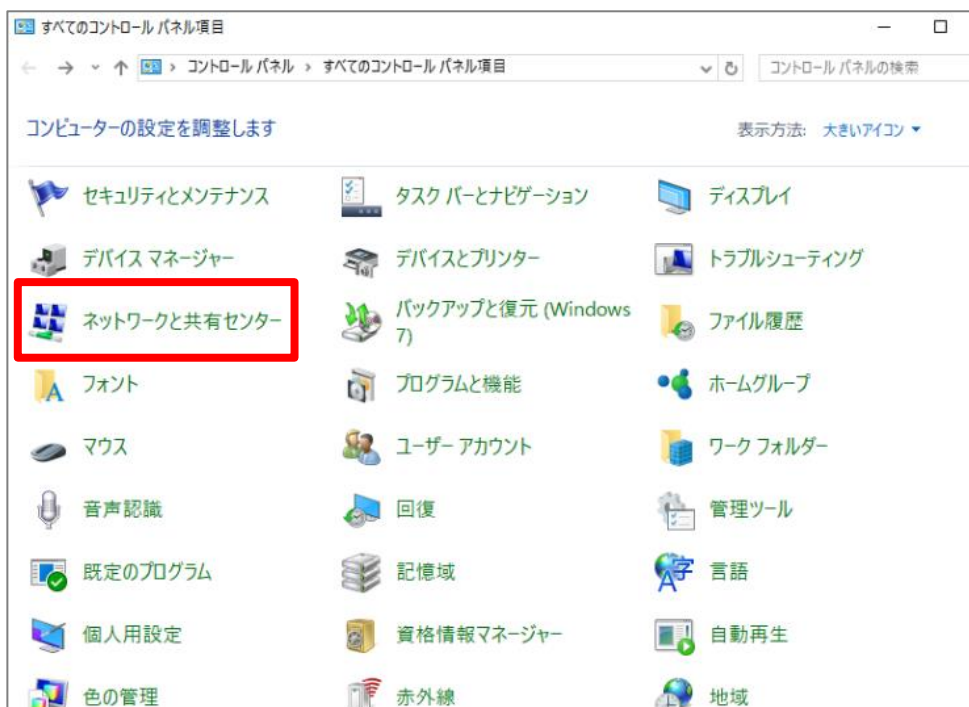 すべてのコントロール パネル項目
コントロール パネル › すべてのコントロール パネル項目
コントロール パネルの検索
コンピューターの設定を調整します
表示方法: 大きいアイコン
セキュリティとメンテナンス
タスク バーとナビゲーション
ディスプレイ
デバイス マネージャー
デバイスとプリンター
トラブルシューティング
ネットワークと共有センター
バックアップと復元 (Windows
7)
ファイル履歴
フォント
プログラムと機能
ホームグループ
マウス
ユーザー アカウント
ワーク フォルダー
音声認識
回復
管理ツール
既定のプログラム
記憶域
言語
個人用設定
資格情報マネージャー
自動再生
色の管理
赤外線
地域